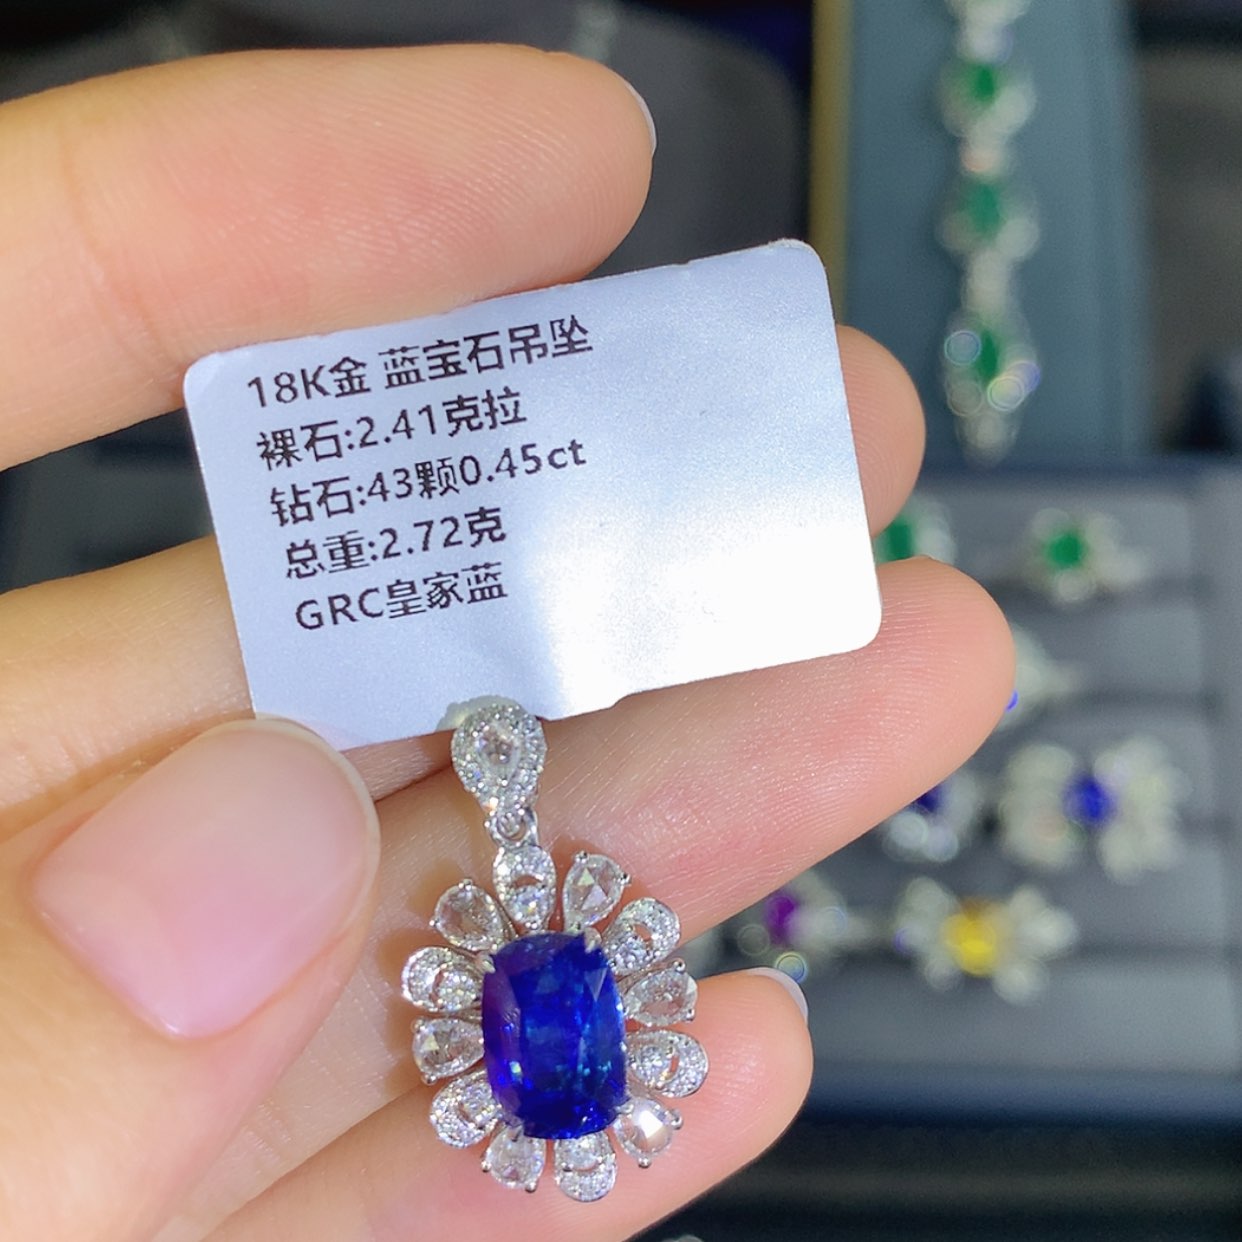 18K金 蓝宝石吊坠
裸石:2.41克拉
钻石:43颗0.45ct
总重:2.72克
GRC皇家蓝